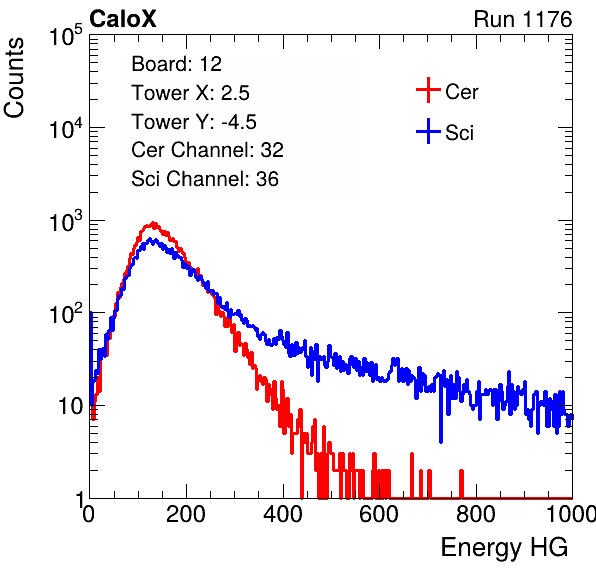 CaloX Run 1176
Counts
Board: 12
Tower X: 2.5
Tower Y: -4.5
Cer Channel: 32
Sci Channel: 36
Cer
Sci
10^5
10^4
10^3
10^2
10
1
0 200 400 600 800 1000
Energy HG